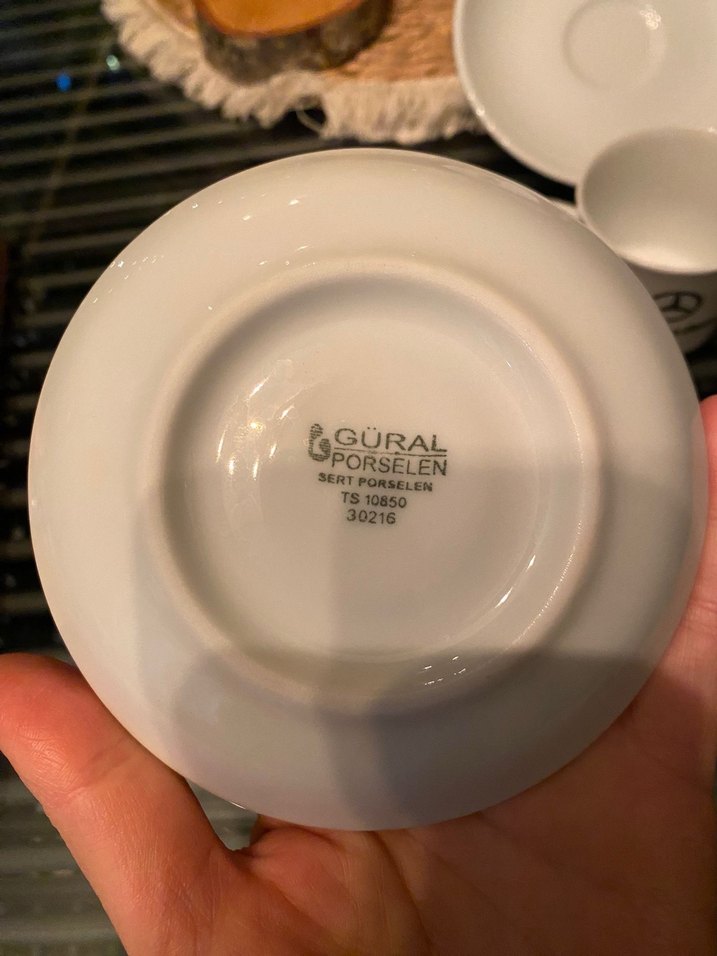 GÜRAL
PORSELEN
SERT PORSELEN
TS 10850
30216